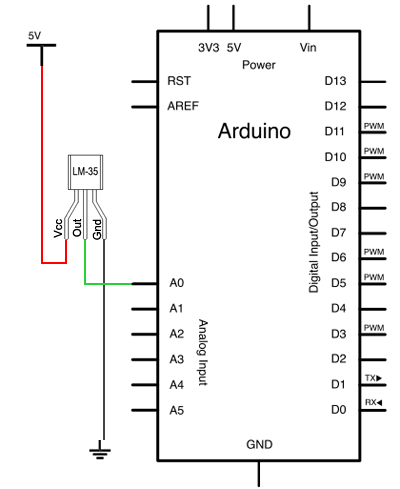 5V
3V3 5V Vin
Power
RST
AREF
Arduino
LM-35
Vcc
Out
Gnd
A0
A1
A2
A3
A4
A5
Analog Input
D13
D12
D11 PWM
D10 PWM
D9 PWM
D8
D7
D6 PWM
D5 PWM
D4
D3 PWM
D2
D1 TX▶
D0 RX◀
Digital Input/Output
GND